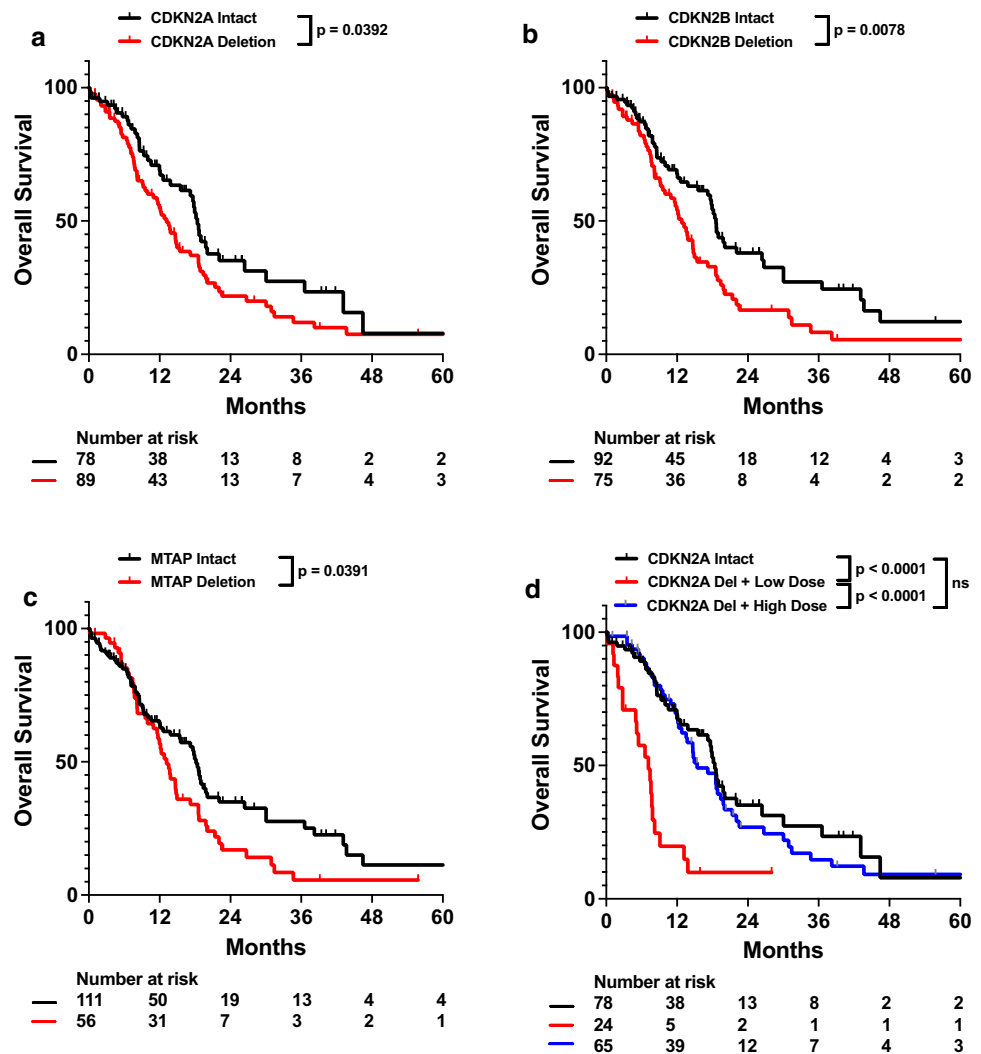 a
CDKN2A Intact
CDKN2A Deletion
p = 0.0392
Overall Survival
100
50
0
0 12 24 36 48 60
Months
Number at risk
78 38 13 8 2 2
89 43 13 7 4 3
b
CDKN2B Intact
CDKN2B Deletion
p = 0.0078
Overall Survival
100
50
0
0 12 24 36 48 60
Months
Number at risk
92 45 18 12 4 3
75 36 8 4 2 2
c
MTAP Intact
MTAP Deletion
p = 0.0391
Overall Survival
100
50
0
0 12 24 36 48 60
Months
Number at risk
111 50 19 13 4 4
56 31 7 3 2 1
d
CDKN2A Intact
CDKN2A Del + Low Dose
CDKN2A Del + High Dose
p < 0.0001
p < 0.0001
ns
Overall Survival
100
50
0
0 12 24 36 48 60
Months
Number at risk
78 38 13 8 2 2
24 5 2 1 1 1
65 39 12 7 4 3